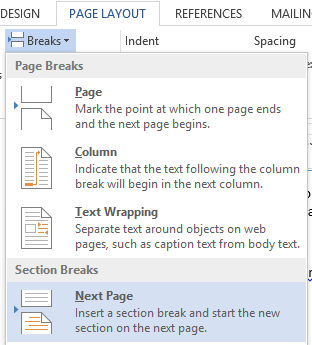 DESIGN PAGE LAYOUT REFERENCES MAILIN
Breaks Indent Spacing
Page Breaks
Page
Mark the point at which one page ends
and the next page begins.
Column
Indicate that the text following the column
break will begin in the next column.
Text Wrapping
Separate text around objects on web
pages, such as caption text from body text.
Section Breaks
Next Page
Insert a section break and start the new
section on the next page.